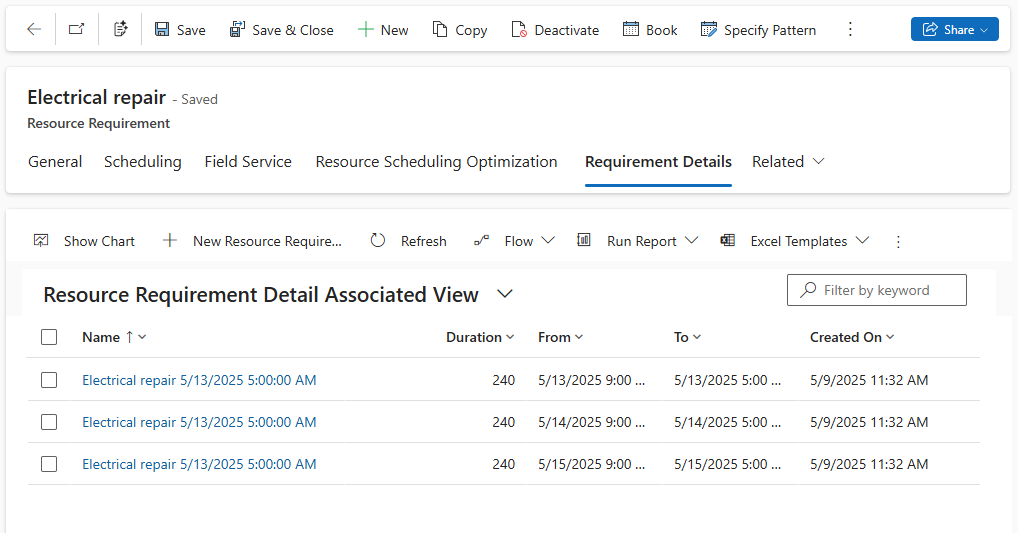 Save Save & Close New Copy Deactivate Book Specify Pattern Share
Electrical repair - Saved
Resource Requirement
General Scheduling Field Service Resource Scheduling Optimization Requirement Details Related
Show Chart New Resource Require... Refresh Flow Run Report Excel Templates
Resource Requirement Detail Associated View Filter by keyword
Name ↑ Duration From To Created On
Electrical repair 5/13/2025 5:00:00 AM 240 5/13/2025 9:00 ... 5/13/2025 5:00 ... 5/9/2025 11:32 AM
Electrical repair 5/13/2025 5:00:00 AM 240 5/14/2025 9:00 ... 5/14/2025 5:00 ... 5/9/2025 11:32 AM
Electrical repair 5/13/2025 5:00:00 AM 240 5/15/2025 9:00 ... 5/15/2025 5:00 ... 5/9/2025 11:32 AM